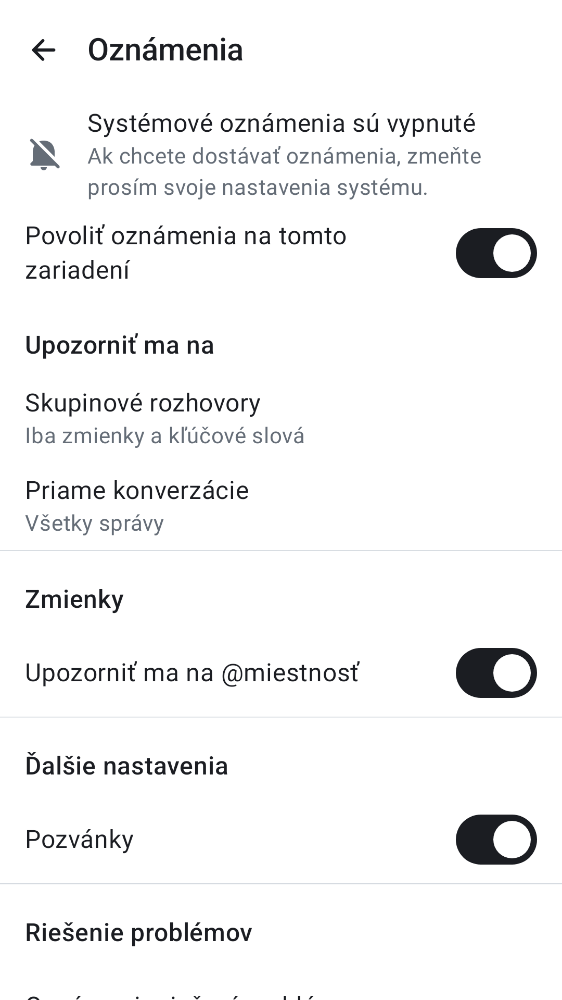 Oznámenia
Systémové oznámenia sú vypnuté
Ak chcete dostávať oznámenia, zmeňte
prosím svoje nastavenia systému.
Povoliť oznámenia na tomto
zariadení
Upozorniť ma na
Skupinové rozhovory
Iba zmienky a kľúčové slová
Priame konverzácie
Všetky správy
Zmienky
Upozorniť ma na @miestnosť
Ďalšie nastavenia
Pozvánky
Riešenie problémov